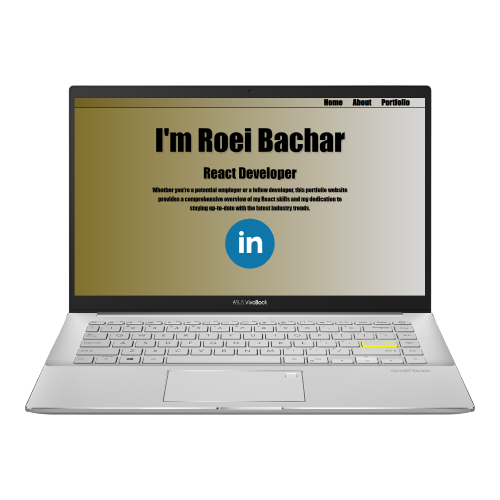 Home About Portfolio
I'm Roei Bachar
React Developer
Whether you're a potential employer or a fellow developer, this portfolio website
provides a comprehensive overview of my React skills and my dedication to
staying up-to-date with the latest industry trends.
in
ASUS VivoBook